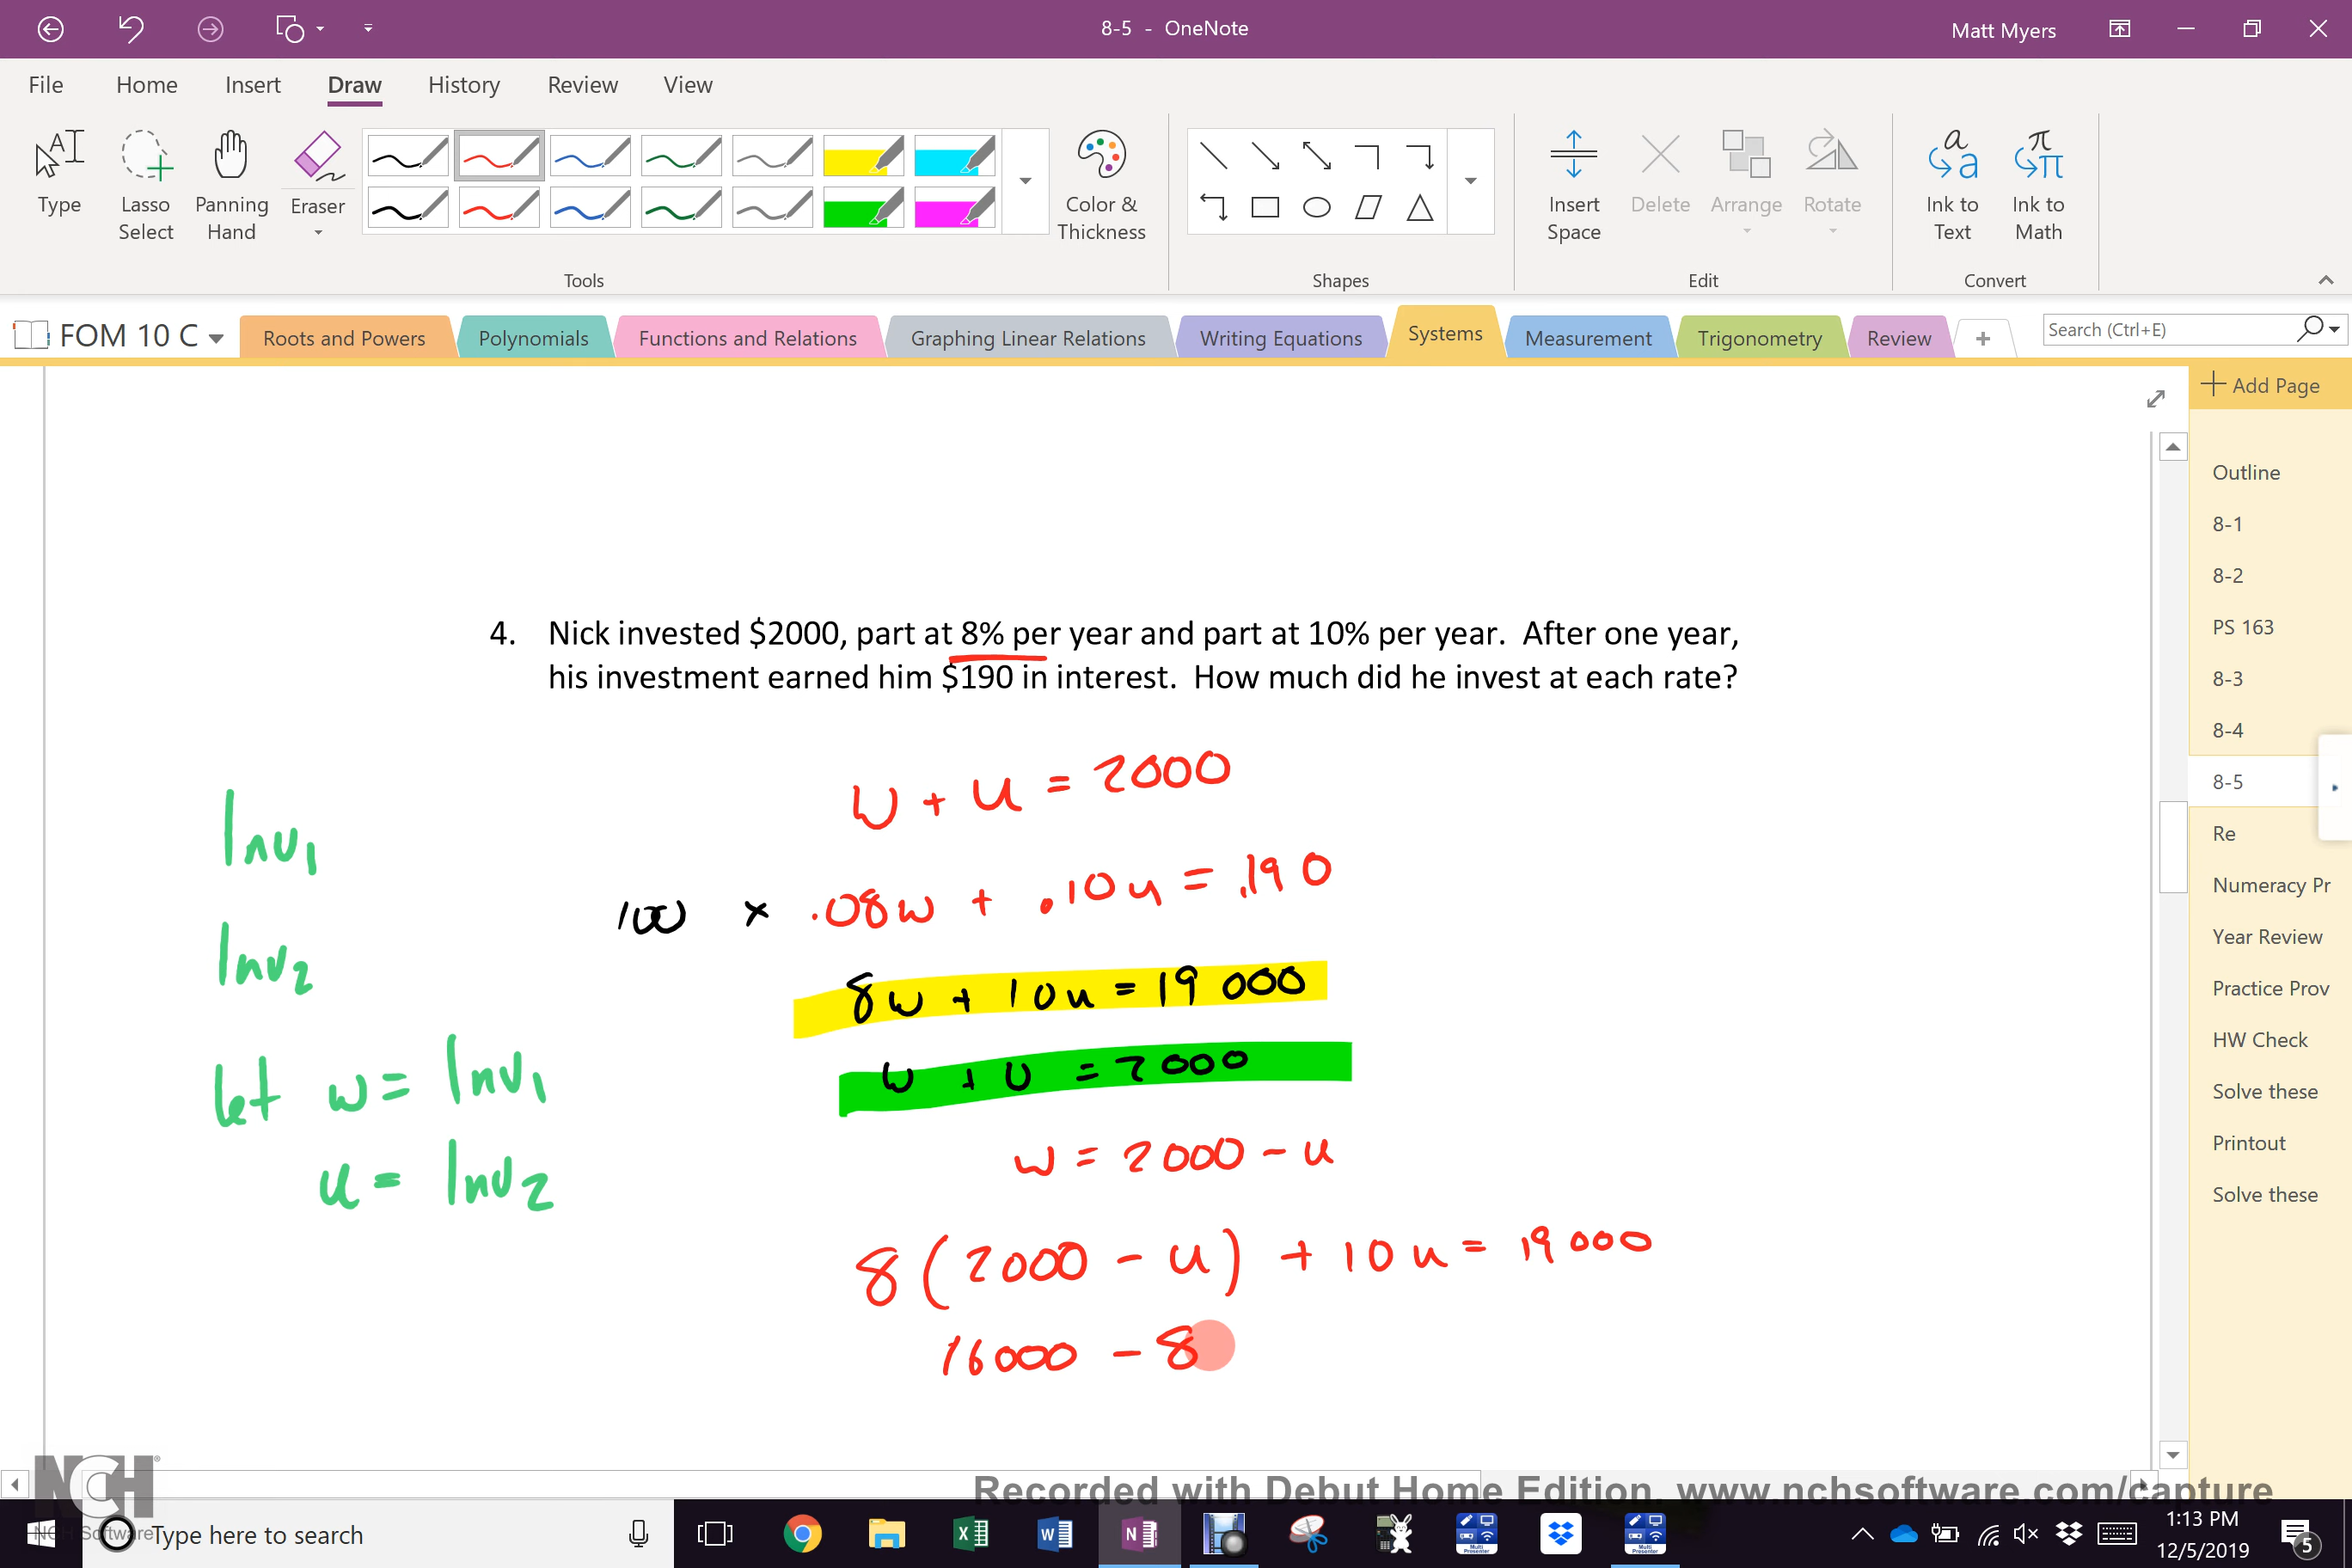 8-5 - OneNote
Matt Myers
File Home Insert Draw History Review View
Type
Lasso Select
Panning Hand
Eraser
Color & Thickness
Insert Space
Delete
Arrange
Rotate
Ink to Text
Ink to Math
Tools
Shapes
Edit
Convert
FOM 10 C
Roots and Powers
Polynomials
Functions and Relations
Graphing Linear Relations
Writing Equations
Systems
Measurement
Trigonometry
Review
Search (Ctrl+E)
Add Page
Outline
8-1
8-2
PS 163
8-3
8-4
8-5
Re
Numeracy Pr
Year Review
Practice Prov
HW Check
Solve these
Printout
Solve these
4. Nick invested $2000, part at 8% per year and part at 10% per year. After one year,
his investment earned him $190 in interest. How much did he invest at each rate?
w + u = 2000
Inv1
100 × .08w + .10u = .190
Inv2
8w + 10u = 19 000
let w = Inv1
w + u = 2000
u = Inv2
w = 2000 - u
8(2000 - u) + 10u = 19000
16000 - 8
NCH®
NCH Software
Recorded with Debut Home Edition. www.nchsoftware.com/capture
Type here to search
1:13 PM
12/5/2019
5